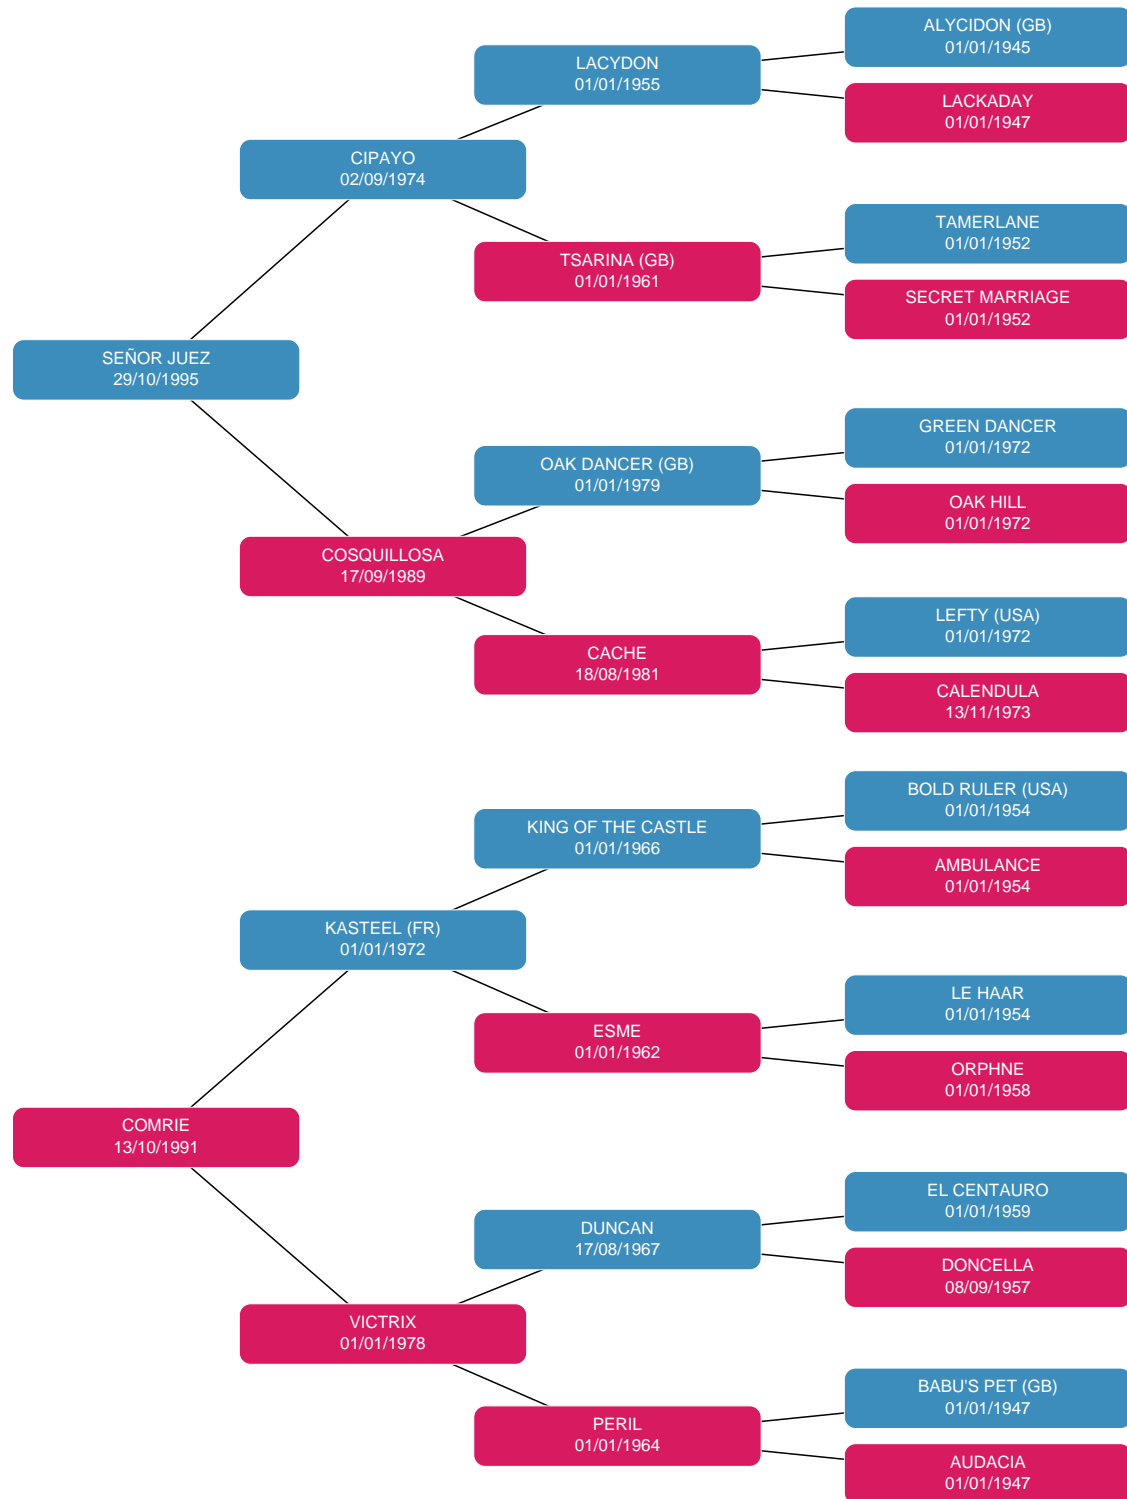 ALYCIDON (GB)
01/01/1945
LACYDON
01/01/1955
LACKADAY
01/01/1947
CIPAYO
02/09/1974
TAMERLANE
01/01/1952
TSARINA (GB)
01/01/1961
SECRET MARRIAGE
01/01/1952
SEÑOR JUEZ
29/10/1995
GREEN DANCER
01/01/1972
OAK DANCER (GB)
01/01/1979
OAK HILL
01/01/1972
COSQUILLOSA
17/09/1989
LEFTY (USA)
01/01/1972
CACHE
18/08/1981
CALENDULA
13/11/1973
BOLD RULER (USA)
01/01/1954
KING OF THE CASTLE
01/01/1966
AMBULANCE
01/01/1954
KASTEEL (FR)
01/01/1972
LE HAAR
01/01/1954
ESME
01/01/1962
ORPHNE
01/01/1958
COMRIE
13/10/1991
EL CENTAURO
01/01/1959
DUNCAN
17/08/1967
DONCELLA
08/09/1957
VICTRIX
01/01/1978
BABU'S PET (GB)
01/01/1947
PERIL
01/01/1964
AUDACIA
01/01/1947